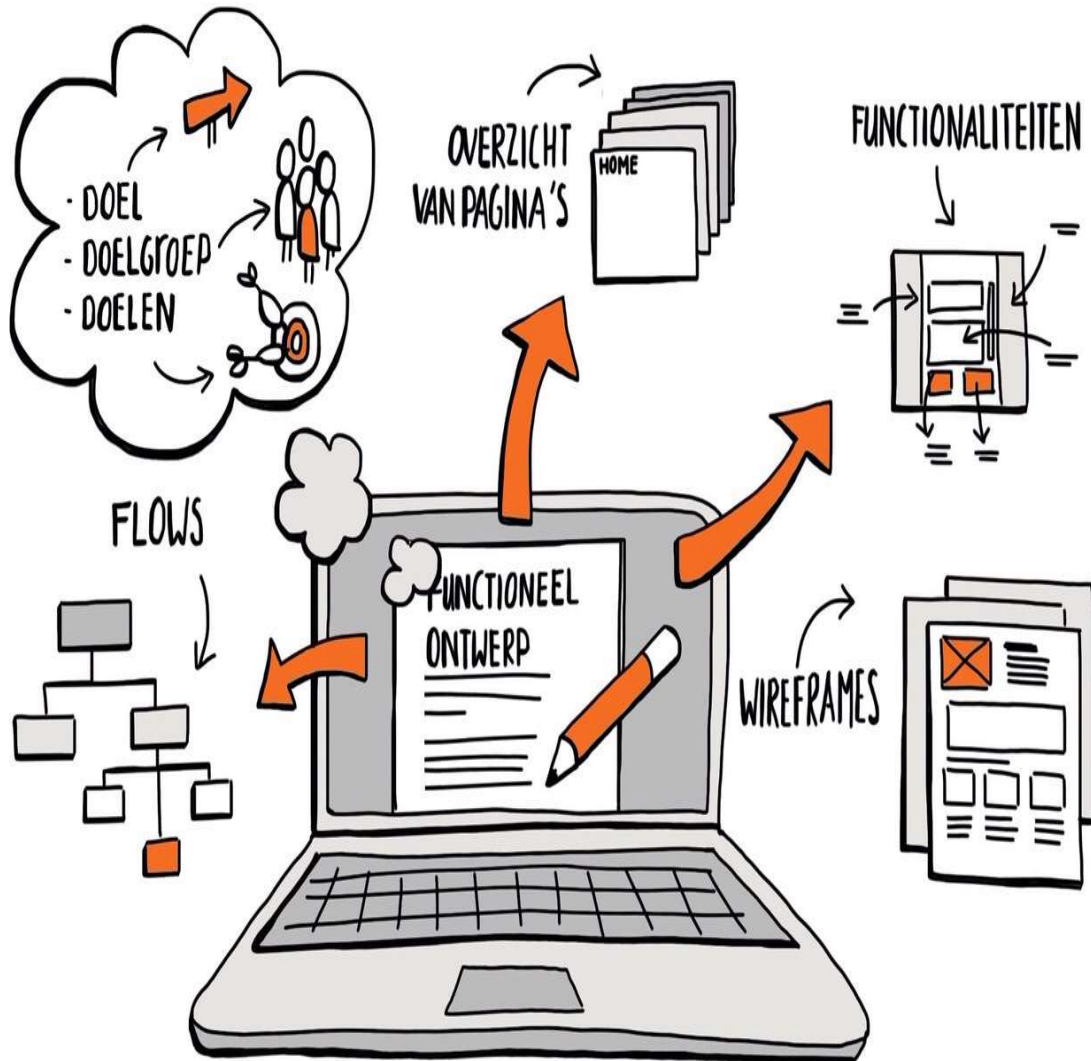 - DOEL
- DOELGROEP
- DOELEN
OVERZICHT
VAN PAGINA'S
HOME
FUNCTIONALITEITEN
FLOWS
FUNCTIONEEL
ONTWERP
WIREFRAMES